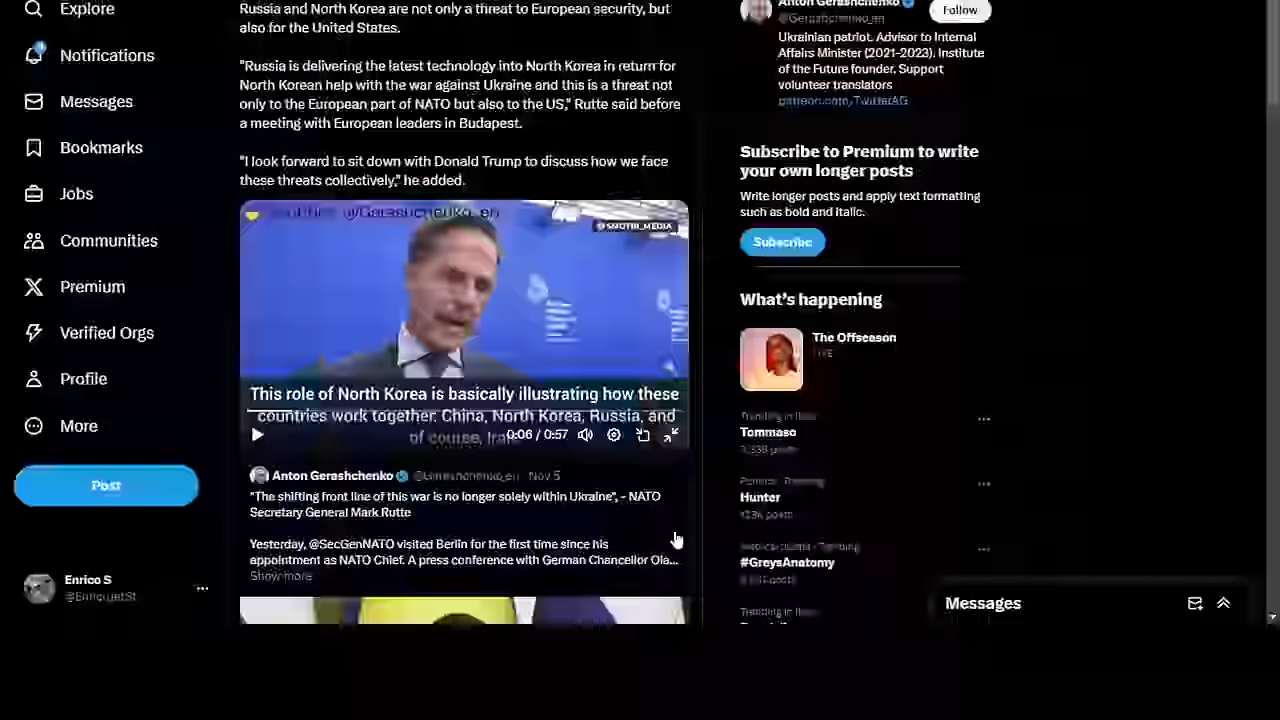 Explore
Notifications
Messages
Bookmarks
Jobs
Communities
Premium
Verified Orgs
Profile
More
Post
Enrico S
Russia and North Korea are not only a threat to European security, but
also for the United States.
"Russia is delivering the latest technology into North Korea in return for
North Korean help with the war against Ukraine and this is a threat not
only to the European part of NATO but also to the US," Rutte said before
a meeting with European leaders in Budapest.
"I look forward to sit down with Donald Trump to discuss how we face
these threats collectively," he added.
@Gerashchenko_en
@SMOTRI_MEDIA
This role of North Korea is basically illustrating how these
countries work together. China, North Korea, Russia, and
of course, Iran
0:06 / 0:57
Anton Gerashchenko @Gerashchenko_en Nov 5
"The shifting front line of this war is no longer solely within Ukraine", - NATO
Secretary General Mark Rutte
Yesterday, @SecGenNATO visited Berlin for the first time since his
appointment as NATO Chief. A press conference with German Chancellor Ola...
Show more
Anton Gerashchenko
@Gerashchenko_en
Follow
Ukrainian patriot. Advisor to Internal
Affairs Minister (2021-2023). Institute
of the Future founder. Support
volunteer translators
patreon.com/TwitterAG
Subscribe to Premium to write
your own longer posts
Write longer posts and apply text formatting
such as bold and italic.
Subscribe
What's happening
The Offseason
LIVE
Trending in
Tommaso
posts
Trending
Hunter
posts
Trending
#GreysAnatomy
posts
Trending in
Messages